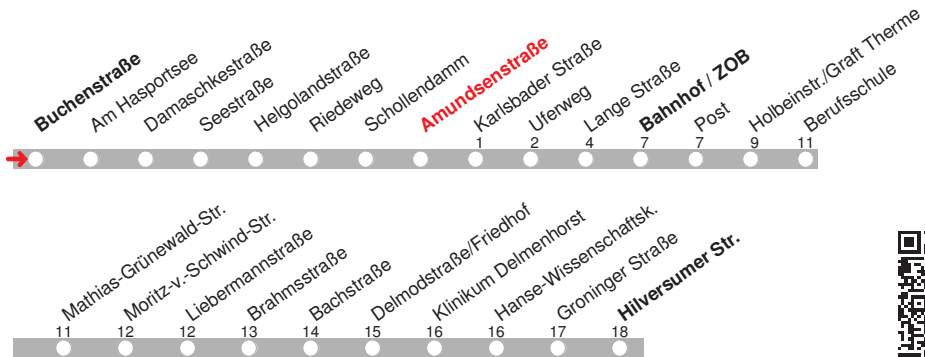 Buchenstraße
Am Hasportsee
Damaschkestraße
Seestraße
Helgolandstraße
Riedeweg
Schollendamm
Amundsenstraße
Karlsbader Straße
1
Uferweg
2
Lange Straße
4
Bahnhof / ZOB
7
Post
7
Holbeinstr./Graft Therme
9
Berufsschule
11
Mathias-Grünewald-Str.
11
Moritz-v.-Schwind-Str.
12
Liebermannstraße
12
Brahmsstraße
13
Bachstraße
14
Delmodstraße/Friedhof
15
Klinikum Delmenhorst
16
Hanse-Wissenschaftsk.
16
Groninger Straße
17
Hilversumer Str.
18